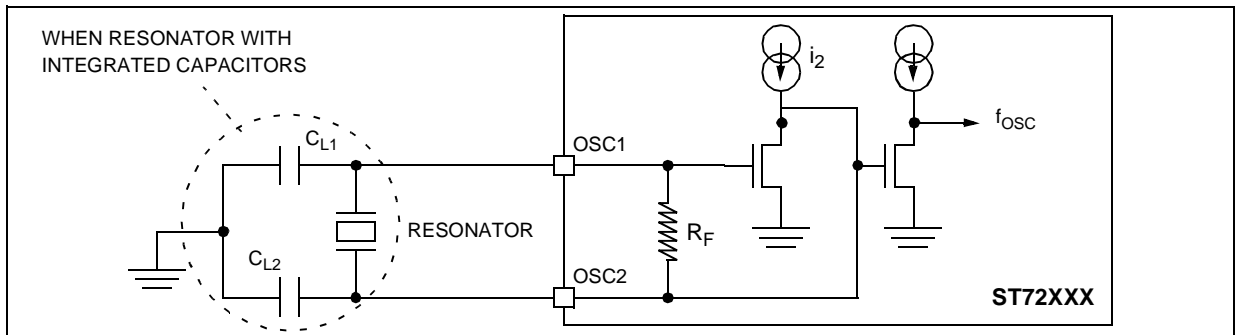 WHEN RESONATOR WITH
INTEGRATED CAPACITORS
i2
fOSC
CL1
OSC1
RESONATOR
RF
CL2
OSC2
ST72XXX